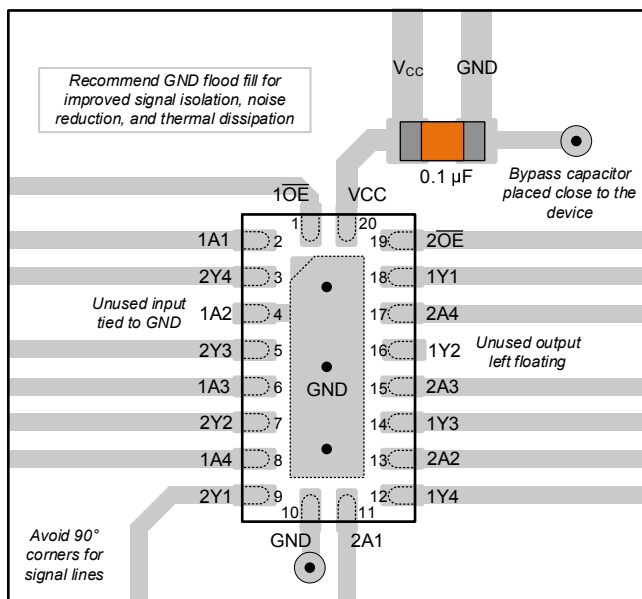 Recommend GND flood fill for
improved signal isolation, noise
reduction, and thermal dissipation
VCC GND
0.1 µF
Bypass capacitor
placed close to the
device
1O̅E̅ VCC
1 20
1A1 2 19 2O̅E̅
2Y4 3 18 1Y1
Unused input
tied to GND
1A2 4 17 2A4
2Y3 5 16 1Y2
Unused output
left floating
1A3 6 GND 15 2A3
2Y2 7 14 1Y3
1A4 8 13 2A2
2Y1 9 12 1Y4
10 11
GND 2A1
Avoid 90°
corners for
signal lines